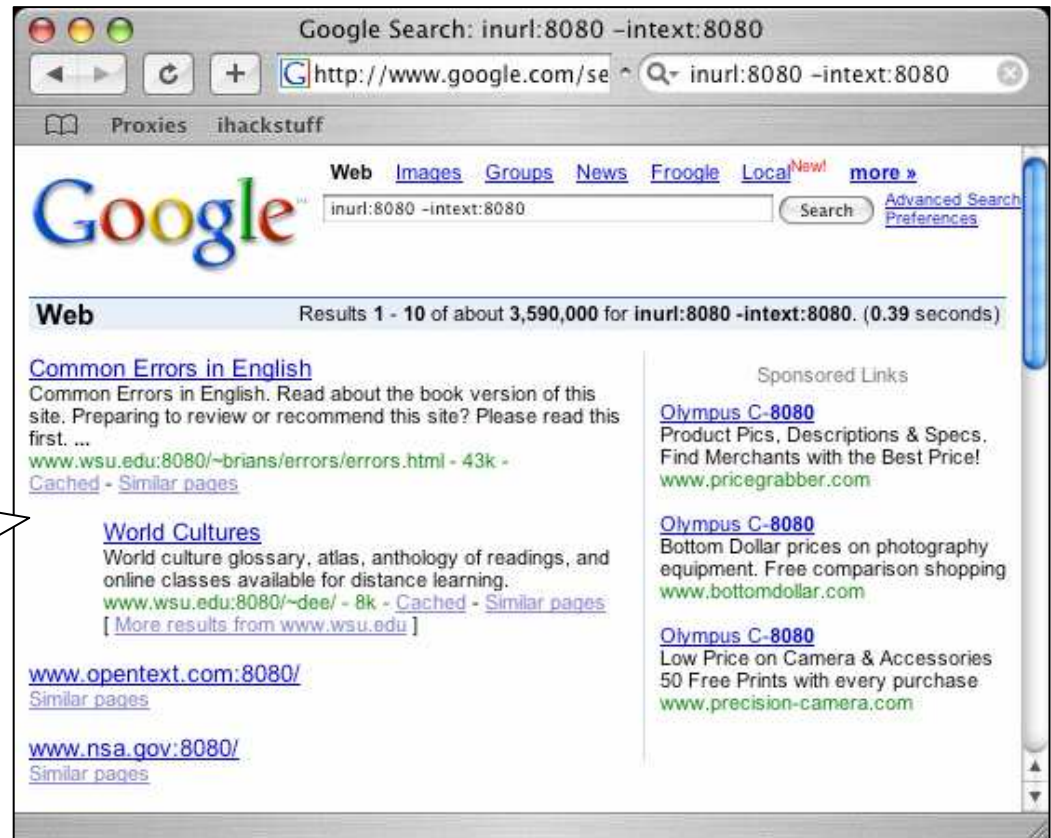 Google Search: inurl:8080 –intext:8080
http://www.google.com/se inurl:8080 –intext:8080
Proxies ihackstuff
Google™
Web Images Groups News Froogle Local New! more »
inurl:8080 –intext:8080 Search Advanced Search
Preferences
Web Results 1 - 10 of about 3,590,000 for inurl:8080 -intext:8080. (0.39 seconds)
Common Errors in English
Common Errors in English. Read about the book version of this
site. Preparing to review or recommend this site? Please read this
first. ...
www.wsu.edu:8080/~brians/errors/errors.html - 43k -
Cached - Similar pages
World Cultures
World culture glossary, atlas, anthology of readings, and
online classes available for distance learning.
www.wsu.edu:8080/~dee/ - 8k - Cached - Similar pages
[ More results from www.wsu.edu ]
www.opentext.com:8080/
Similar pages
www.nsa.gov:8080/
Similar pages
Sponsored Links
Olympus C-8080
Product Pics, Descriptions & Specs.
Find Merchants with the Best Price!
www.pricegrabber.com
Olympus C-8080
Bottom Dollar prices on photography
equipment. Free comparison shopping
www.bottomdollar.com
Olympus C-8080
Low Price on Camera & Accessories
50 Free Prints with every purchase
www.precision-camera.com